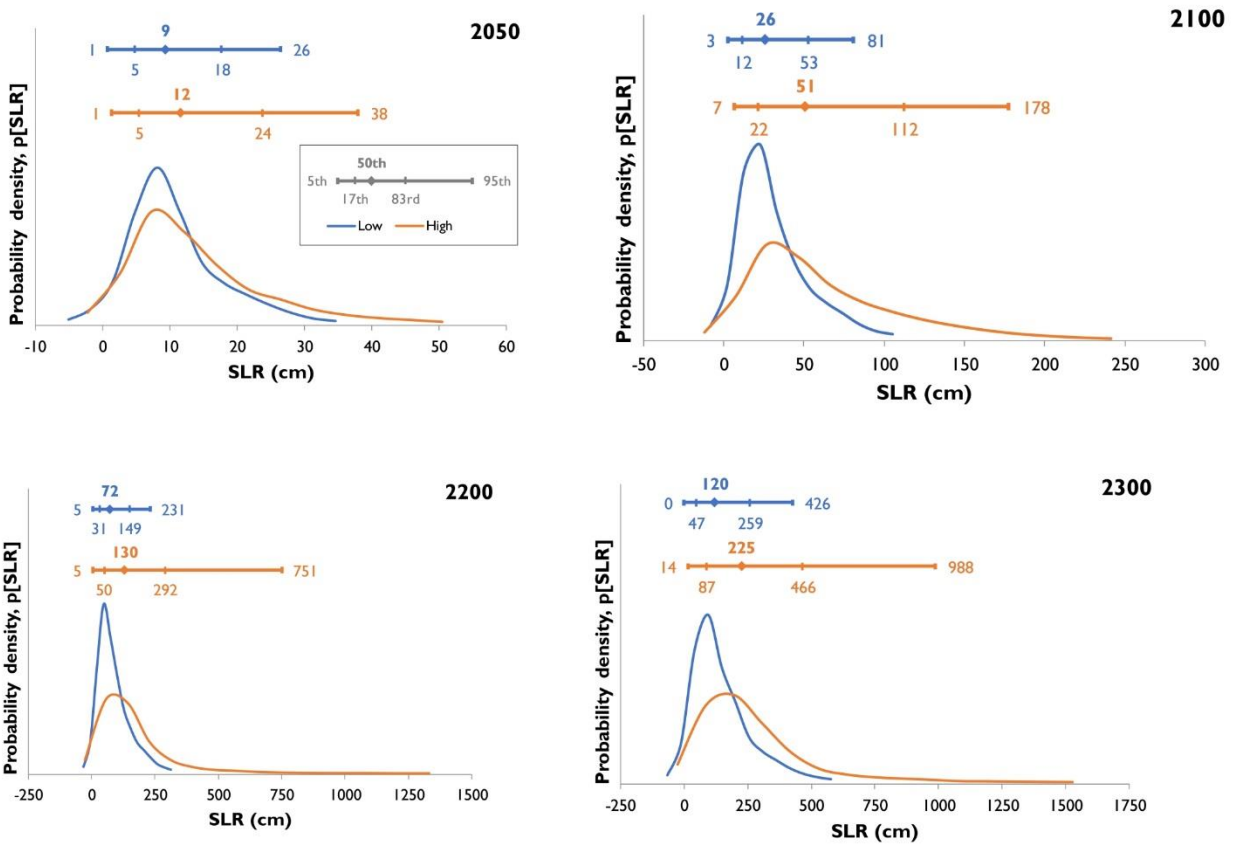 2050
9
1 26
5 18
12
1 38
5 24
50th
5th 95th
17th 83rd
Low High
Probability density, p[SLR]
-10 0 10 20 30 40 50 60
SLR (cm)
2100
26
3 81
12 53
51
7 178
22 112
Probability density, p[SLR]
-50 0 50 100 150 200 250 300
SLR (cm)
2200
72
5 231
31 149
130
5 751
50 292
Probability density, p[SLR]
-250 0 250 500 750 1000 1250 1500
SLR (cm)
2300
120
0 426
47 259
225
14 988
87 466
Probability density, p[SLR]
-250 0 250 500 750 1000 1250 1500 1750
SLR (cm)